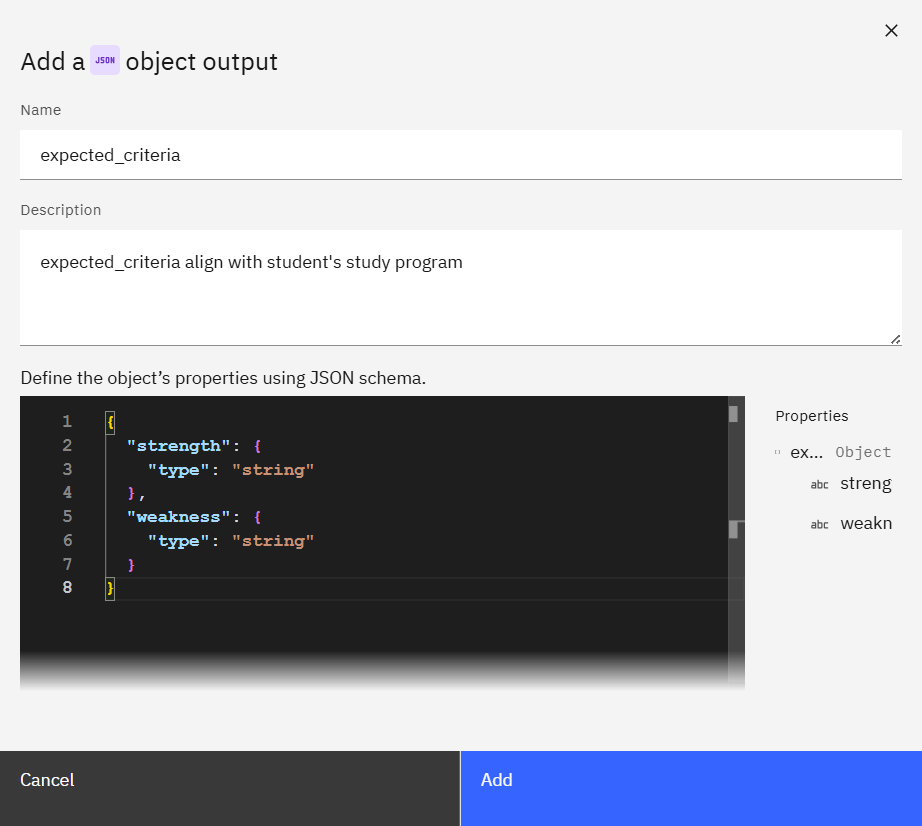 Add a JSON object output
Name
expected_criteria
Description
expected_criteria align with student's study program
Define the object’s properties using JSON schema.
1 {
2 "strength": {
3 "type": "string"
4 },
5 "weakness": {
6 "type": "string"
7 }
8 }
Properties
ex... Object
abc streng
abc weakn
Cancel
Add